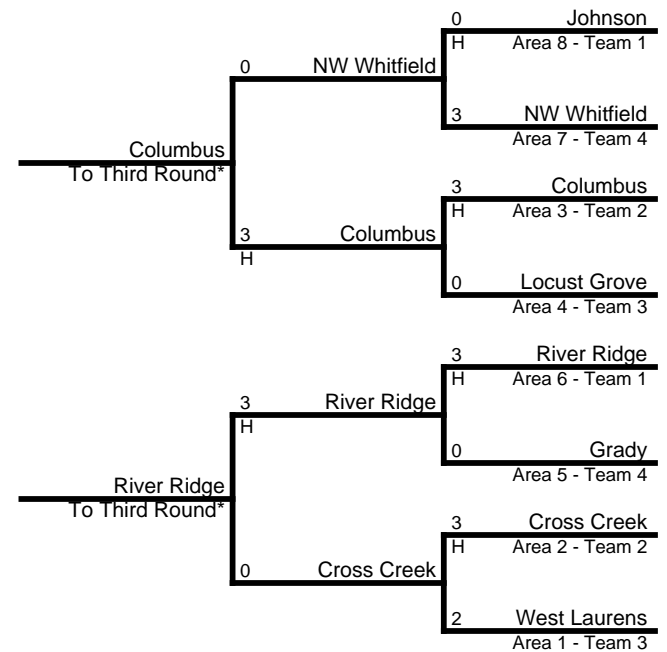 0 Johnson
H Area 8 - Team 1
0 NW Whitfield
3 NW Whitfield
Area 7 - Team 4
Columbus
To Third Round*
3 Columbus
H Area 3 - Team 2
3 Columbus
H
0 Locust Grove
Area 4 - Team 3
3 River Ridge
H Area 6 - Team 1
3 River Ridge
H
0 Grady
Area 5 - Team 4
River Ridge
To Third Round*
3 Cross Creek
H Area 2 - Team 2
0 Cross Creek
2 West Laurens
Area 1 - Team 3